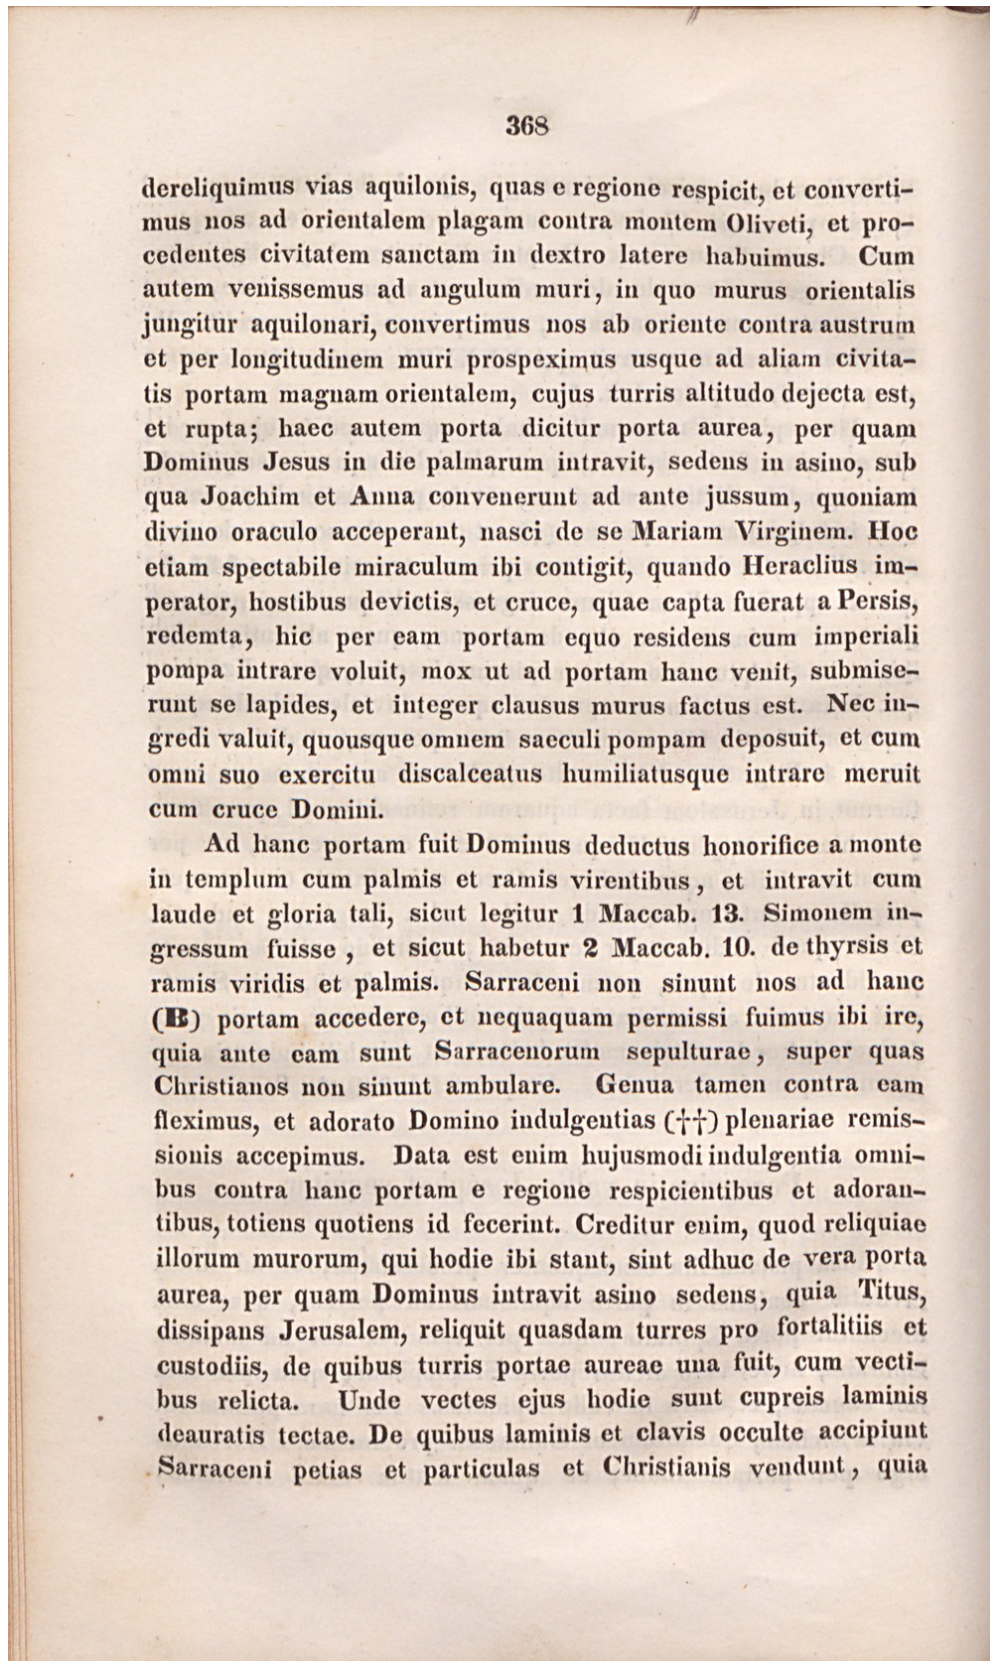 368
dereliquimus vias aquilonis, quas e regione respicit, et converti-
mus nos ad orientalem plagam contra montem Oliveti, et pro-
cedentes civitatem sanctam in dextro latere habuimus. Cum
autem venissemus ad angulum muri, in quo murus orientalis
jungitur aquilonari, convertimus nos ab oriente contra austrum
et per longitudinem muri prospeximus usque ad aliam civita-
tis portam magnam orientalem, cujus turris altitudo dejecta est,
et rupta; haec autem porta dicitur porta aurea, per quam
Dominus Jesus in die palmarum intravit, sedens in asino, sub
qua Joachim et Anna convenerunt ad ante jussum, quoniam
divino oraculo acceperant, nasci de se Mariam Virginem. Hoc
etiam spectabile miraculum ibi contigit, quando Heraclius im-
perator, hostibus devictis, et cruce, quae capta fuerat a Persis,
redemta, hic per eam portam equo residens cum imperiali
pompa intrare voluit, mox ut ad portam hanc venit, submise-
runt se lapides, et integer clausus murus factus est. Nec in-
gredi valuit, quousque omnem saeculi pompam deposuit, et cum
omni suo exercitu discalceatus humiliatusque intrare meruit
cum cruce Domini.
Ad hanc portam fuit Dominus deductus honorifice a monte
in templum cum palmis et ramis virentibus, et intravit cum
laude et gloria tali, sicut legitur 1 Maccab. 13. Simonem in-
gressum fuisse, et sicut habetur 2 Maccab. 10. de thyrsis et
ramis viridis et palmis. Sarraceni non sinunt nos ad hanc
(B) portam accedere, et nequaquam permissi fuimus ibi ire,
quia ante eam sunt Sarracenorum sepulturae, super quas
Christianos non sinunt ambulare. Genua tamen contra eam
fleximus, et adorato Domino indulgentias (††) plenariae remis-
sionis accepimus. Data est enim hujusmodi indulgentia omni-
bus contra hanc portam e regione respicientibus et adoran-
tibus, totiens quotiens id fecerint. Creditur enim, quod reliquiae
illorum murorum, qui hodie ibi stant, sint adhuc de vera porta
aurea, per quam Dominus intravit asino sedens, quia Titus,
dissipans Jerusalem, reliquit quasdam turres pro fortalitiis et
custodiis, de quibus turris portae aureae una fuit, cum vecti-
bus relicta. Unde vectes ejus hodie sunt cupreis laminis
deauratis tectae. De quibus laminis et clavis occulte accipiunt
Sarraceni petias et particulas et Christianis vendunt, quia